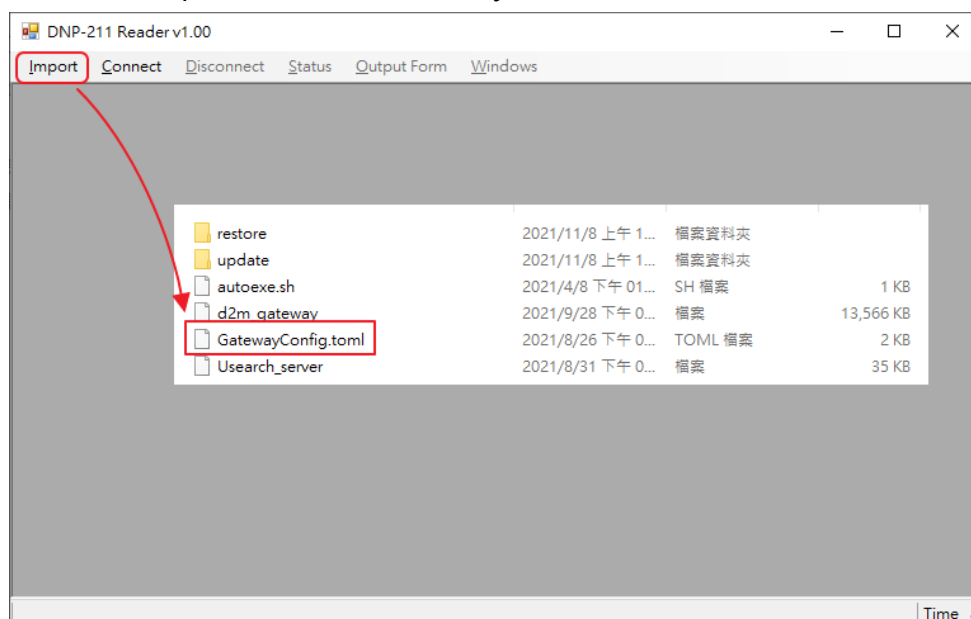 DNP-211 Reader v1.00
Import Connect Disconnect Status Output Form Windows
restore 2021/11/8 上午 1... 檔案資料夾
update 2021/11/8 上午 1... 檔案資料夾
autoexe.sh 2021/4/8 下午 01... SH 檔案 1 KB
d2m_gateway 2021/9/28 下午 0... 檔案 13,566 KB
GatewayConfig.toml 2021/8/26 下午 0... TOML 檔案 2 KB
Usearch_server 2021/8/31 下午 0... 檔案 35 KB
Time